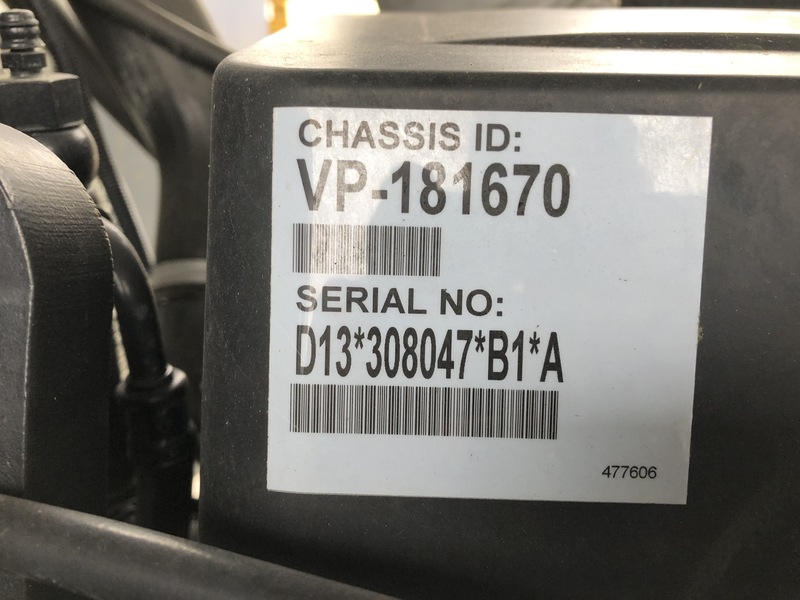 CHASSIS ID:
VP-181670
SERIAL NO:
D13*308047*B1*A
477606